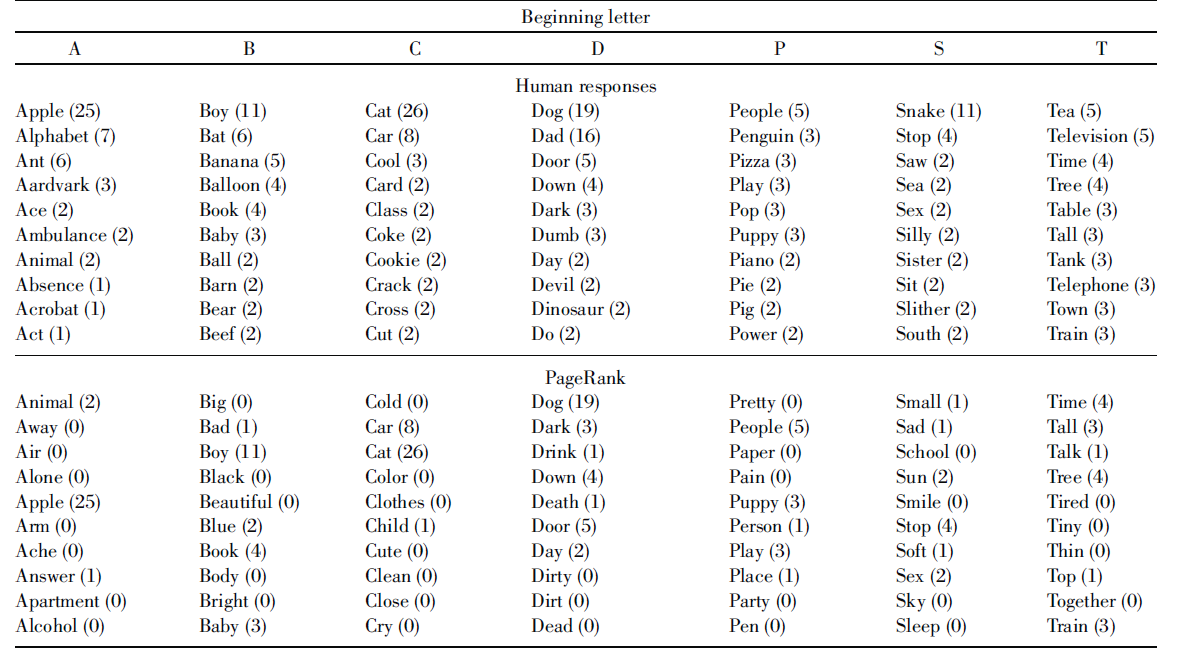 Beginning letter
A B C D P S T
Human responses
Apple (25) Boy (11) Cat (26) Dog (19) People (5) Snake (11) Tea (5)
Alphabet (7) Bat (6) Car (8) Dad (16) Penguin (3) Stop (4) Television (5)
Ant (6) Banana (5) Cool (3) Door (5) Pizza (3) Saw (2) Time (4)
Aardvark (3) Balloon (4) Card (2) Down (4) Play (3) Sea (2) Tree (4)
Ace (2) Book (4) Class (2) Dark (3) Pop (3) Sex (2) Table (3)
Ambulance (2) Baby (3) Coke (2) Dumb (3) Puppy (3) Silly (2) Tall (3)
Animal (2) Ball (2) Cookie (2) Day (2) Piano (2) Sister (2) Tank (3)
Absence (1) Barn (2) Crack (2) Devil (2) Pie (2) Sit (2) Telephone (3)
Acrobat (1) Bear (2) Cross (2) Dinosaur (2) Pig (2) Slither (2) Town (3)
Act (1) Beef (2) Cut (2) Do (2) Power (2) South (2) Train (3)
PageRank
Animal (2) Big (0) Cold (0) Dog (19) Pretty (0) Small (1) Time (4)
Away (0) Bad (1) Car (8) Dark (3) People (5) Sad (1) Tall (3)
Air (0) Boy (11) Cat (26) Drink (1) Paper (0) School (0) Talk (1)
Alone (0) Black (0) Color (0) Down (4) Pain (0) Sun (2) Tree (4)
Apple (25) Beautiful (0) Clothes (0) Death (1) Puppy (3) Smile (0) Tired (0)
Arm (0) Blue (2) Child (1) Door (5) Person (1) Stop (4) Tiny (0)
Ache (0) Book (4) Cute (0) Day (2) Play (3) Soft (1) Thin (0)
Answer (1) Body (0) Clean (0) Dirty (0) Place (1) Sex (2) Top (1)
Apartment (0) Bright (0) Close (0) Dirt (0) Party (0) Sky (0) Together (0)
Alcohol (0) Baby (3) Cry (0) Dead (0) Pen (0) Sleep (0) Train (3)